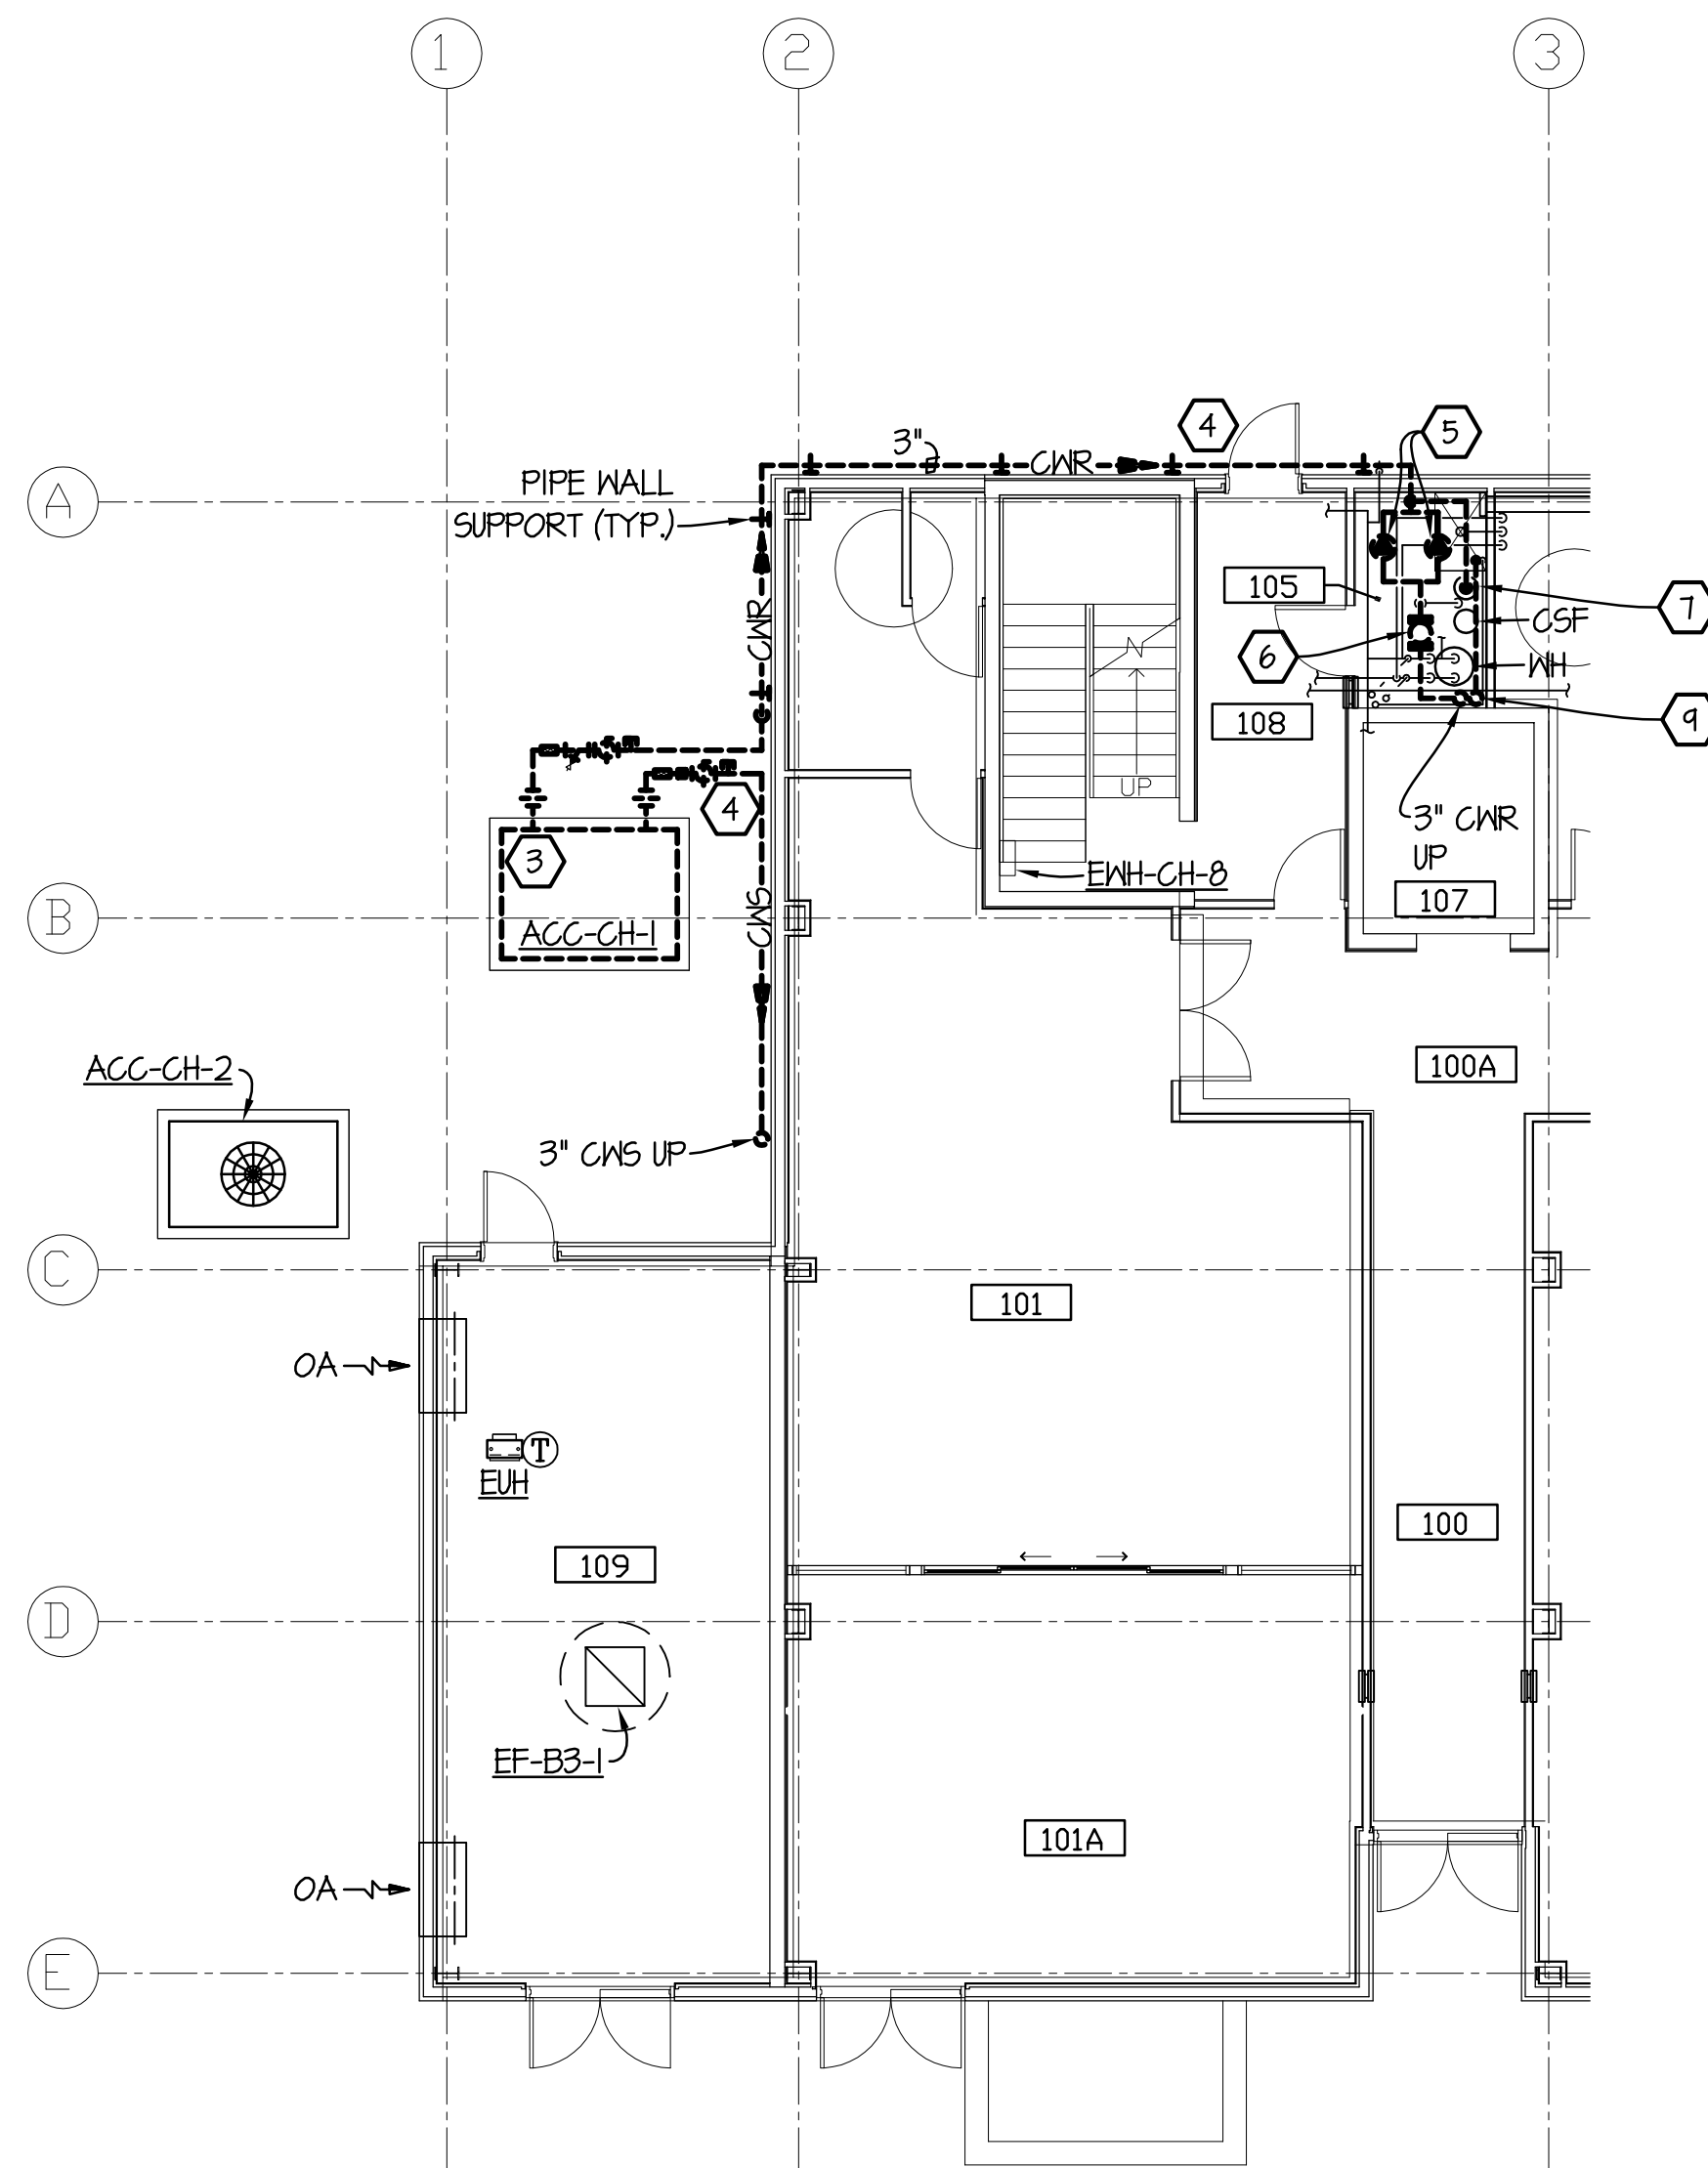 1
2
3
A
3"
CWR
4
5
PIPE WALL
SUPPORT (TYP.)
CWR
105
7
CSF
6
WH
108
9
4
3" CWR
UP
UP
3
EWH-CH-8
107
B
ACC-CH-1
CWS
ACC-CH-2
100A
3" CWS UP
C
101
OA
T
EUH
100
109
D
EF-B3-1
101A
OA
E